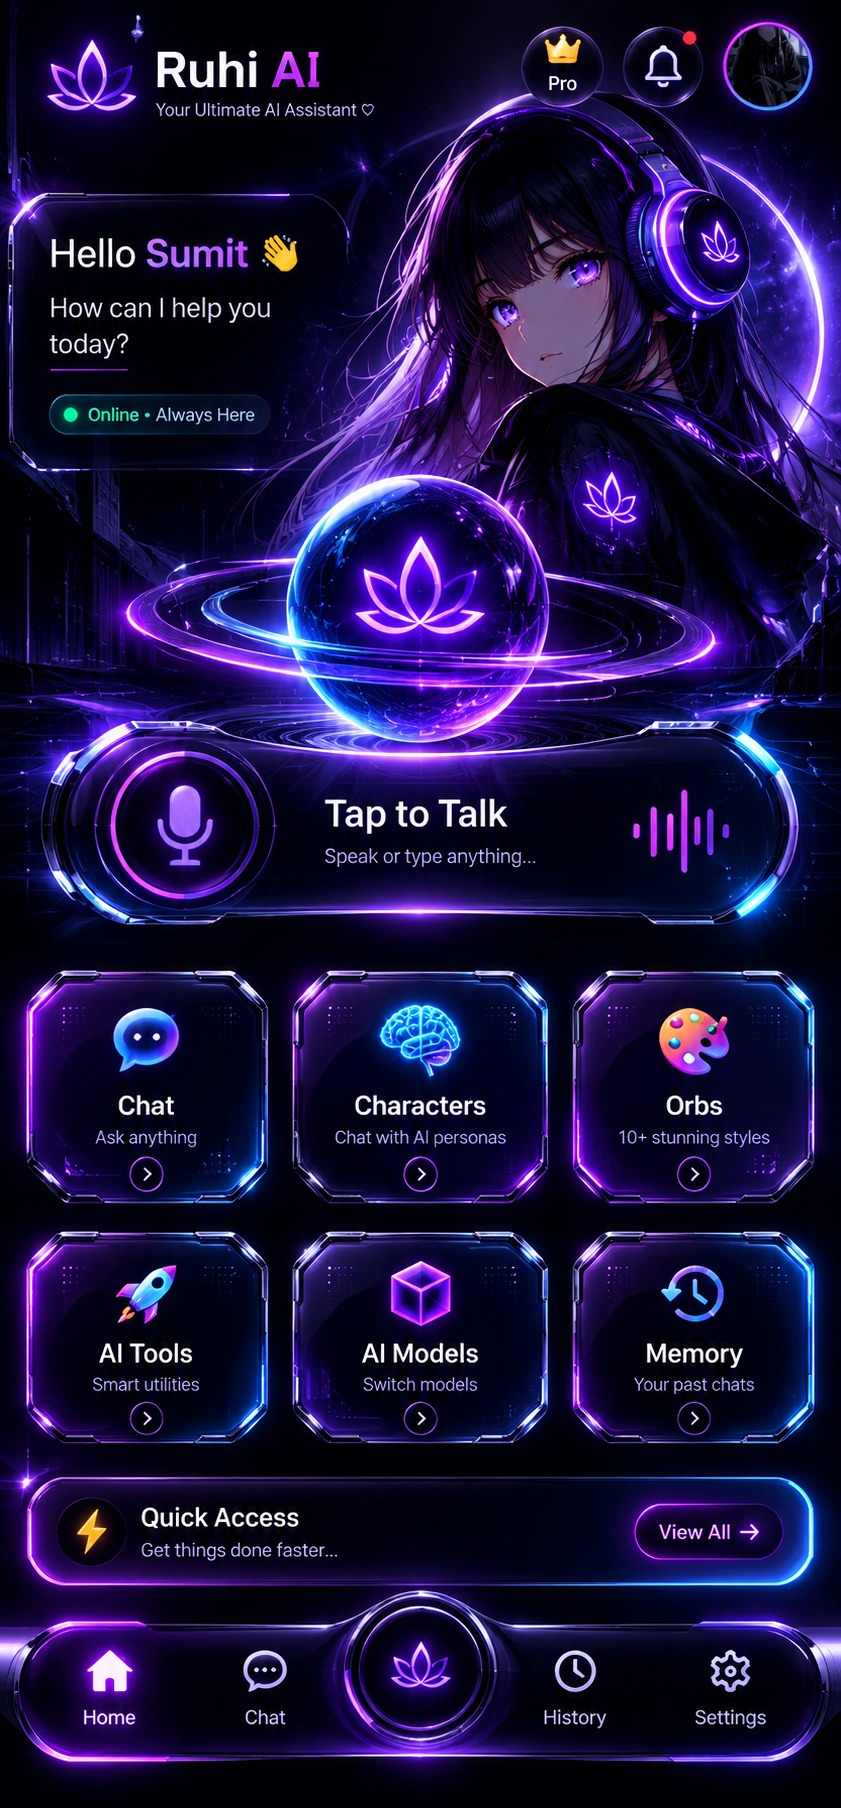 Ruhi AI
Your Ultimate AI Assistant ♡
Pro
Hello Sumit 👋
How can I help you
today?
Online • Always Here
Tap to Talk
Speak or type anything...
Chat
Ask anything
Characters
Chat with AI personas
Orbs
10+ stunning styles
AI Tools
Smart utilities
AI Models
Switch models
Memory
Your past chats
Quick Access
Get things done faster...
View All →
Home
Chat
History
Settings